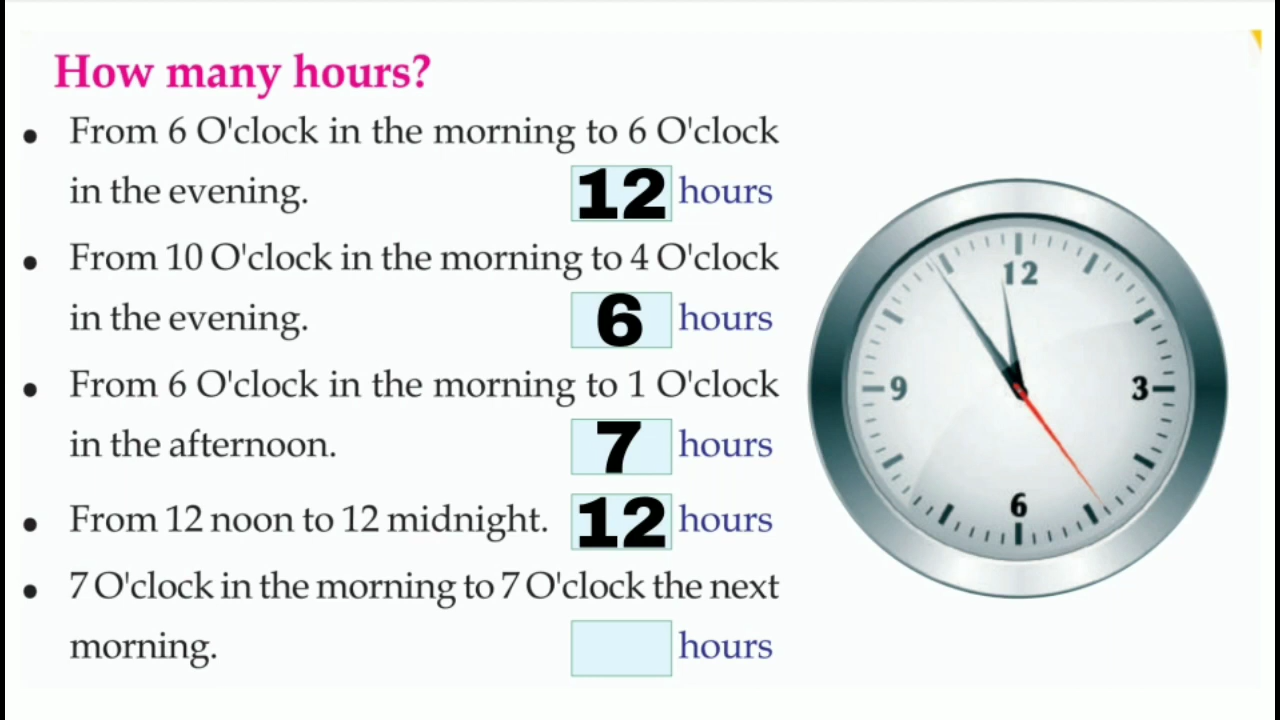 How many hours?
• From 6 O'clock in the morning to 6 O'clock
in the evening. 12 hours
• From 10 O'clock in the morning to 4 O'clock
in the evening. 6 hours
• From 6 O'clock in the morning to 1 O'clock
in the afternoon. 7 hours
• From 12 noon to 12 midnight. 12 hours
• 7 O'clock in the morning to 7 O'clock the next
morning. hours
12
9
3
6